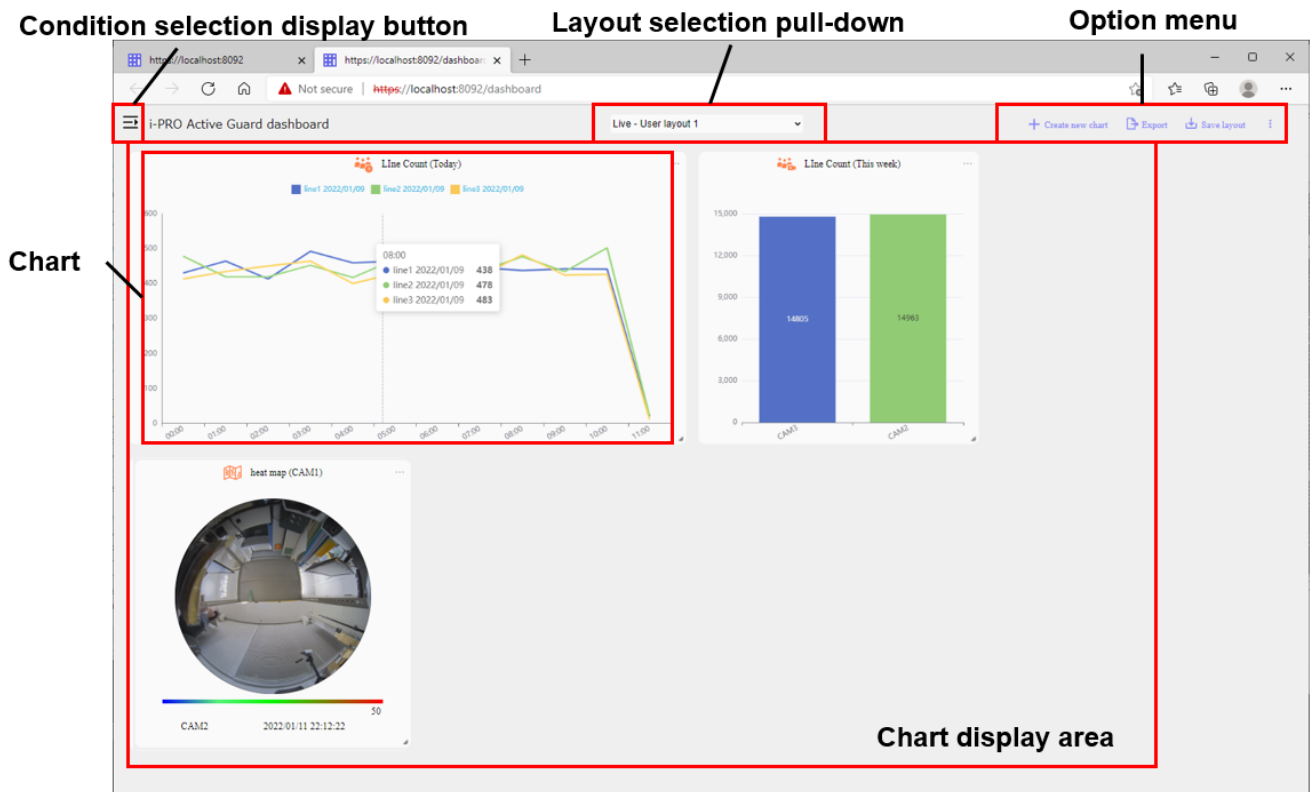 Condition selection display button
Layout selection pull-down
Option menu
https://localhost:8092
https://localhost:8092/dashboard
Not secure
https://localhost:8092/dashboard
i-PRO Active Guard dashboard
Live - User layout 1
Create new chart
Export
Save layout
LIne Count (Today)
line1 2022/01/09
line2 2022/01/09
line3 2022/01/09
Chart
600
500
400
300
200
100
0
08:00
line1 2022/01/09 438
line2 2022/01/09 478
line3 2022/01/09 483
00:00
01:00
02:00
03:00
04:00
05:00
06:00
07:00
08:00
09:00
10:00
11:00
LIne Count (This week)
15,000
12,000
9,000
6,000
3,000
0
14805
14963
CAM3
CAM2
heat map (CAM1)
50
CAM2
2022/01/11 22:12:22
Chart display area